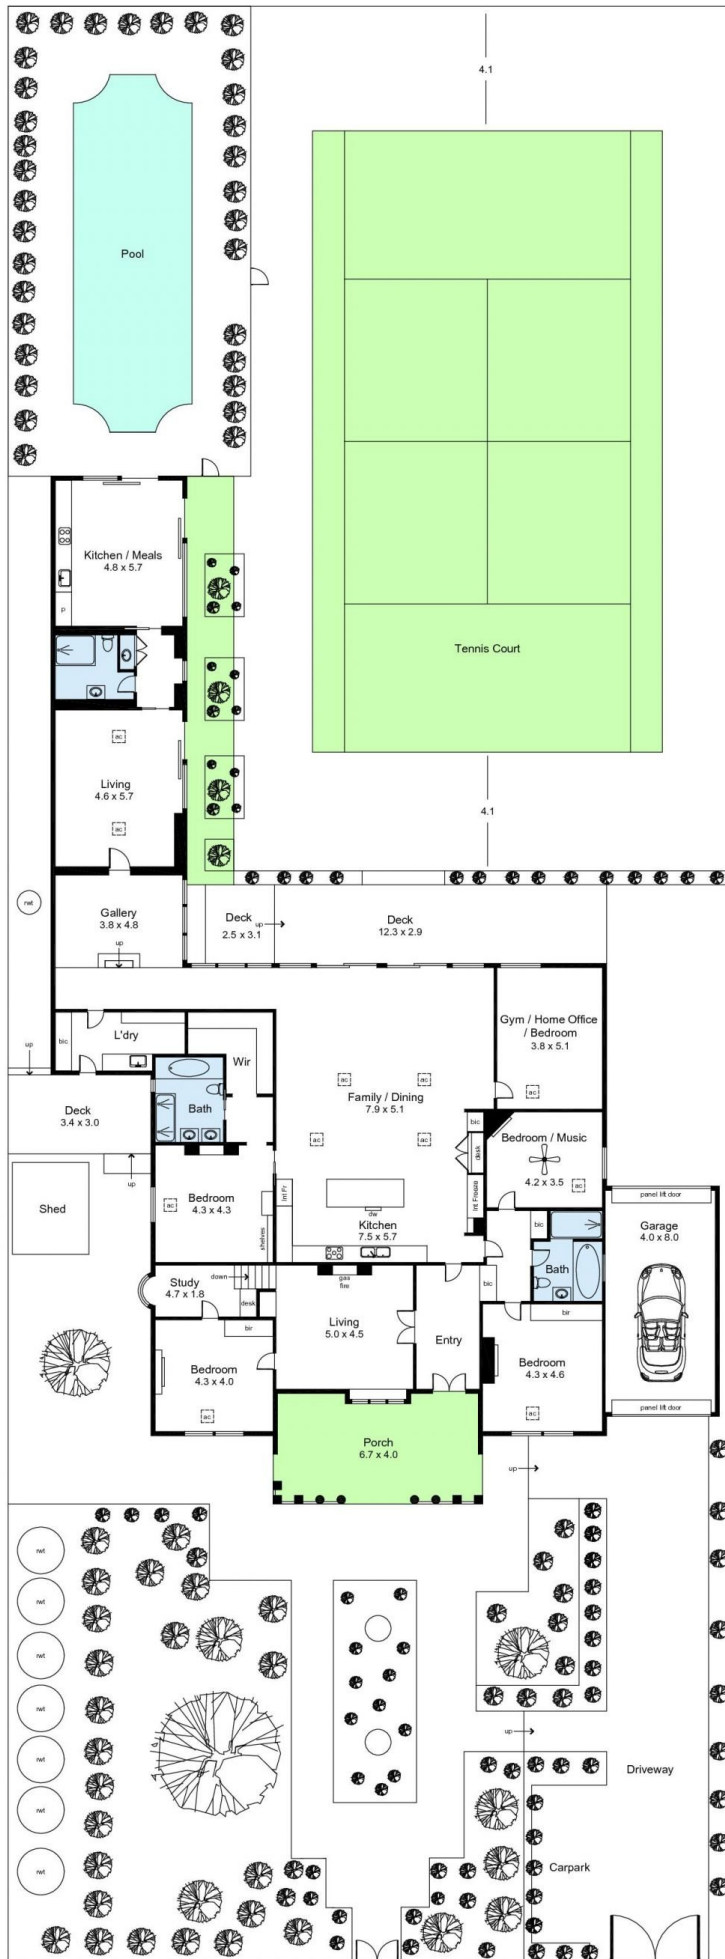 4.1
Pool
Kitchen / Meals
4.8 x 5.7
p
Tennis Court
ac
Living
4.6 x 5.7
ac
4.1
rwt
Gallery
3.8 x 4.8
up
Deck
2.5 x 3.1
up
Deck
12.3 x 2.9
Gym / Home Office
/ Bedroom
3.8 x 5.1
ac
bic
L'dry
up
Wir
Family / Dining
7.9 x 5.1
ac
ac
ac
ac
Deck
3.4 x 3.0
Bath
bic
desk
Bedroom / Music
4.2 x 3.5
ac
up
Shed
Bedroom
4.3 x 4.3
ac
shelves
Int Fr
dw
Kitchen
7.5 x 5.7
Int Freezer
panel lift door
Garage
4.0 x 8.0
bic
Bath
Study
4.7 x 1.8
down
desk
gas
fire
bic
Living
5.0 x 4.5
Entry
bir
bir
Bedroom
4.3 x 4.0
ac
Bedroom
4.3 x 4.6
ac
panel lift door
Porch
6.7 x 4.0
up
rwt
rwt
rwt
rwt
rwt
rwt
rwt
up
Driveway
Carpark